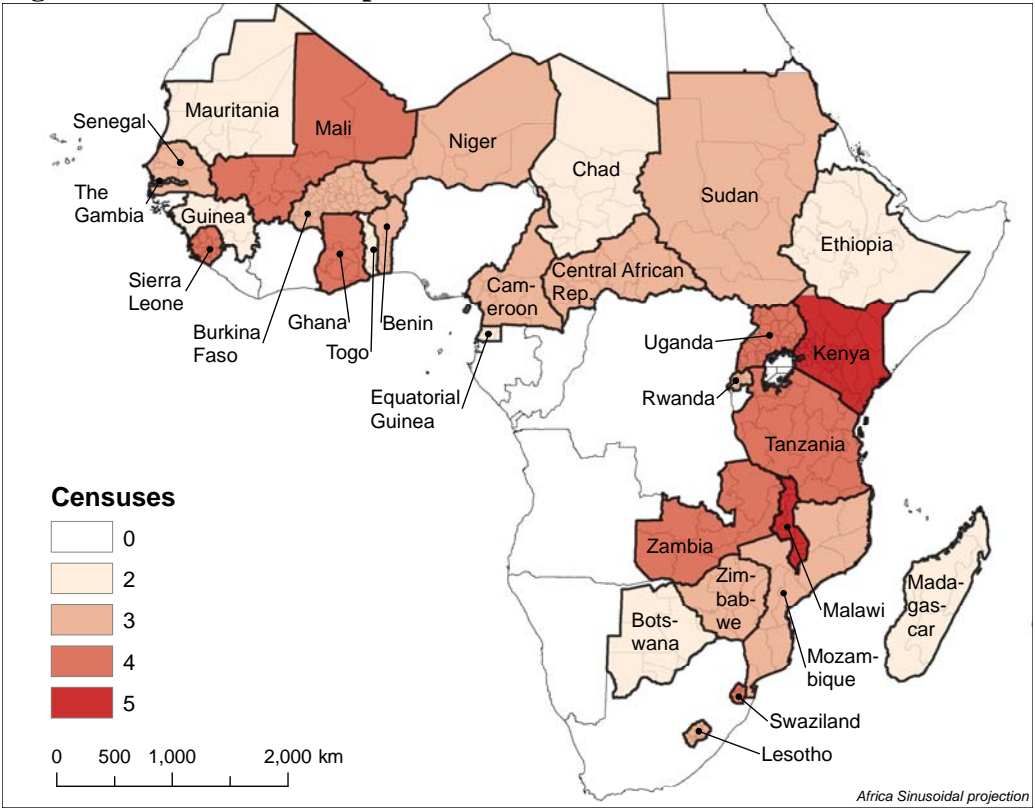 Mauritania
Senegal
Mali
Niger
Chad
Sudan
The
Gambia
Guinea
Ethiopia
Sierra
Leone
Central African
Rep.
Cam-
eroon
Burkina
Faso
Ghana
Benin
Togo
Uganda
Kenya
Rwanda
Equatorial
Guinea
Tanzania
Censuses
0
2
3
4
5
Zambia
Zim-
bab-
we
Malawi
Mada-
gas-
car
Bots-
wana
Mozam-
bique
Swaziland
Lesotho
0 500 1,000 2,000 km
Africa Sinusoidal projection